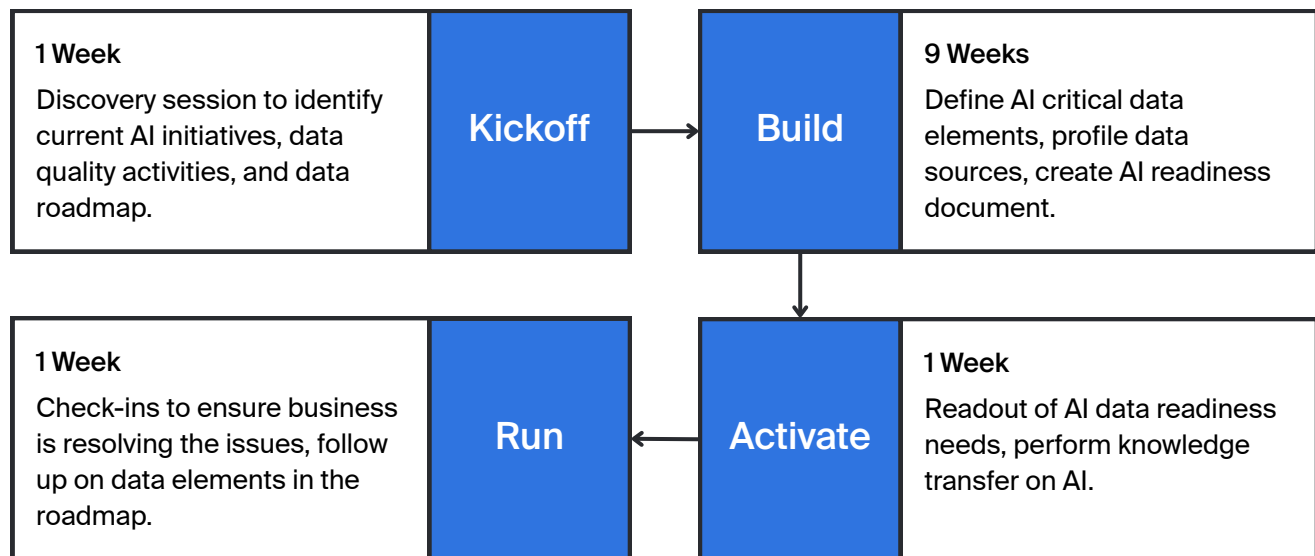 1 Week
Discovery session to identify
current AI initiatives, data
quality activities, and data
roadmap.
Kickoff
Build
9 Weeks
Define AI critical data
elements, profile data
sources, create AI readiness
document.
Activate
1 Week
Readout of AI data readiness
needs, perform knowledge
transfer on AI.
Run
1 Week
Check-ins to ensure business
is resolving the issues, follow
up on data elements in the
roadmap.